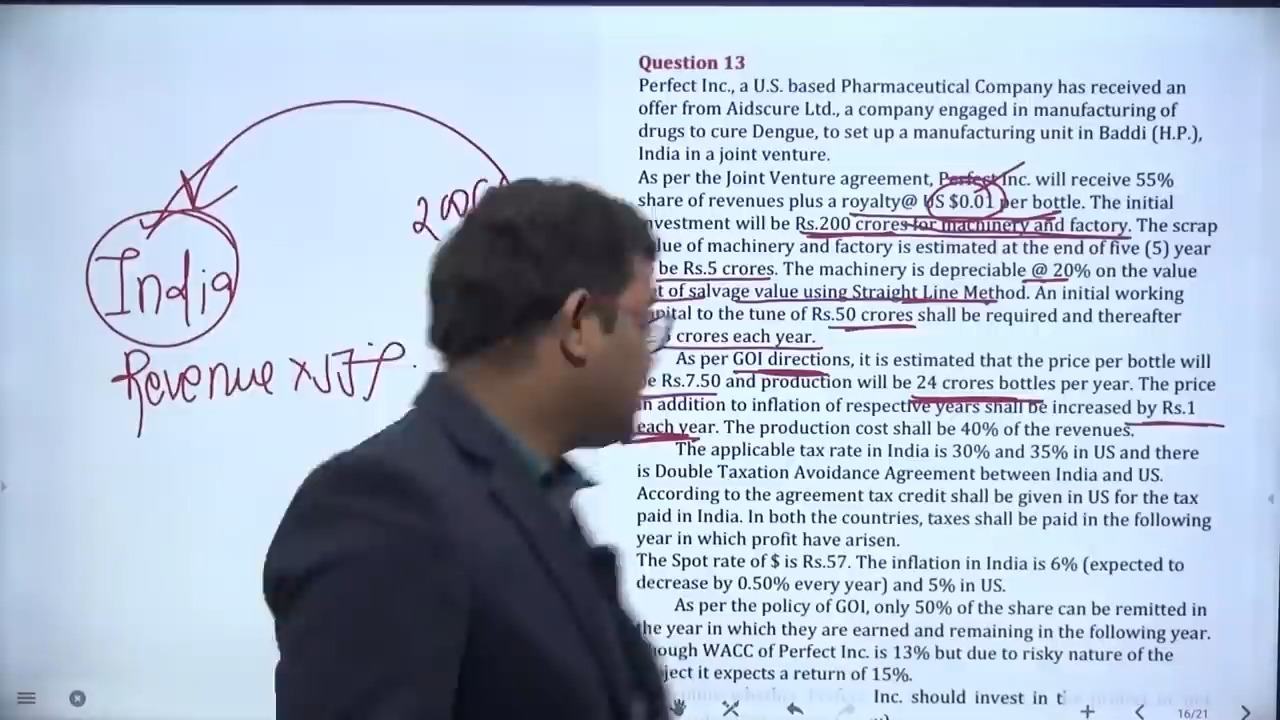 India
Revenue x 55%
200
Question 13
Perfect Inc., a U.S. based Pharmaceutical Company has received an
offer from Aidscure Ltd., a company engaged in manufacturing of
drugs to cure Dengue, to set up a manufacturing unit in Baddi (H.P.),
India in a joint venture.
As per the Joint Venture agreement, Perfect Inc. will receive 55%
share of revenues plus a royalty@ US $0.01 per bottle. The initial
investment will be Rs.200 crores for machinery and factory. The scrap
of machinery and factory is estimated at the end of five (5) year
be Rs.5 crores. The machinery is depreciable @ 20% on the value
of salvage value using Straight Line Method. An initial working
to the tune of Rs.50 crores shall be required and thereafter
crores each year.
As per GOI directions, it is estimated that the price per bottle will
Rs.7.50 and production will be 24 crores bottles per year. The price
in addition to inflation of respective years shall be increased by Rs.1
each year. The production cost shall be 40% of the revenues.
The applicable tax rate in India is 30% and 35% in US and there
is Double Taxation Avoidance Agreement between India and US.
According to the agreement tax credit shall be given in US for the tax
paid in India. In both the countries, taxes shall be paid in the following
year in which profit have arisen.
The Spot rate of $ is Rs.57. The inflation in India is 6% (expected to
decrease by 0.50% every year) and 5% in US.
As per the policy of GOI, only 50% of the share can be remitted in
the year in which they are earned and remaining in the following year.
Though WACC of Perfect Inc. is 13% but due to risky nature of the
it expects a return of 15%.
Inc. should invest in
16/21